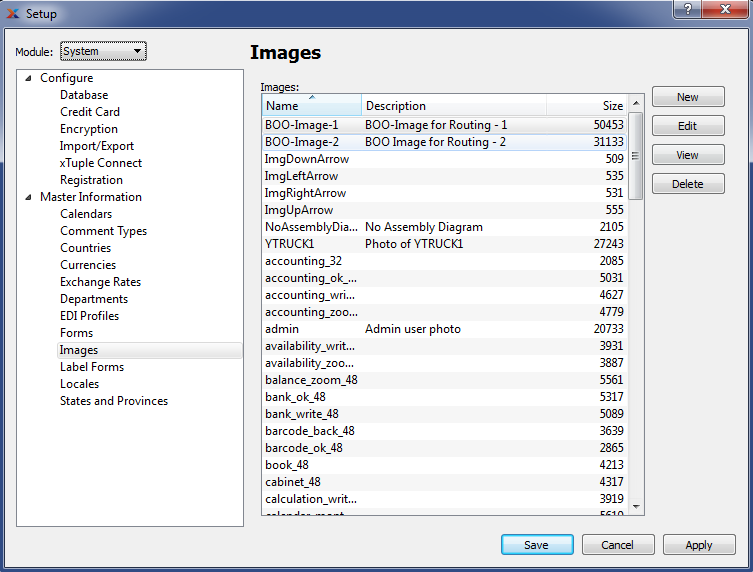 Setup
?
X
Module: System
Images
Configure
Database
Credit Card
Encryption
Import/Export
xTuple Connect
Registration
Master Information
Calendars
Comment Types
Countries
Currencies
Exchange Rates
Departments
EDI Profiles
Forms
Images
Label Forms
Locales
States and Provinces
Images:
Name Description Size
BOO-Image-1 BOO-Image for Routing - 1 50453
BOO-Image-2 BOO Image for Routing - 2 31133
ImgDownArrow 509
ImgLeftArrow 535
ImgRightArrow 531
ImgUpArrow 555
NoAssemblyDia... No Assembly Diagram 2105
YTRUCK1 Photo of YTRUCK1 27243
accounting_32 2085
accounting_ok_... 5031
accounting_wri... 4627
accounting_zoo... 4779
admin Admin user photo 20733
availability_writ... 3931
availability_zoo... 3887
balance_zoom_48 5561
bank_ok_48 5317
bank_write_48 5089
barcode_back_48 3639
barcode_ok_48 2865
book_48 4213
cabinet_48 4317
calculation_writ... 3919
New
Edit
View
Delete
Save Cancel Apply